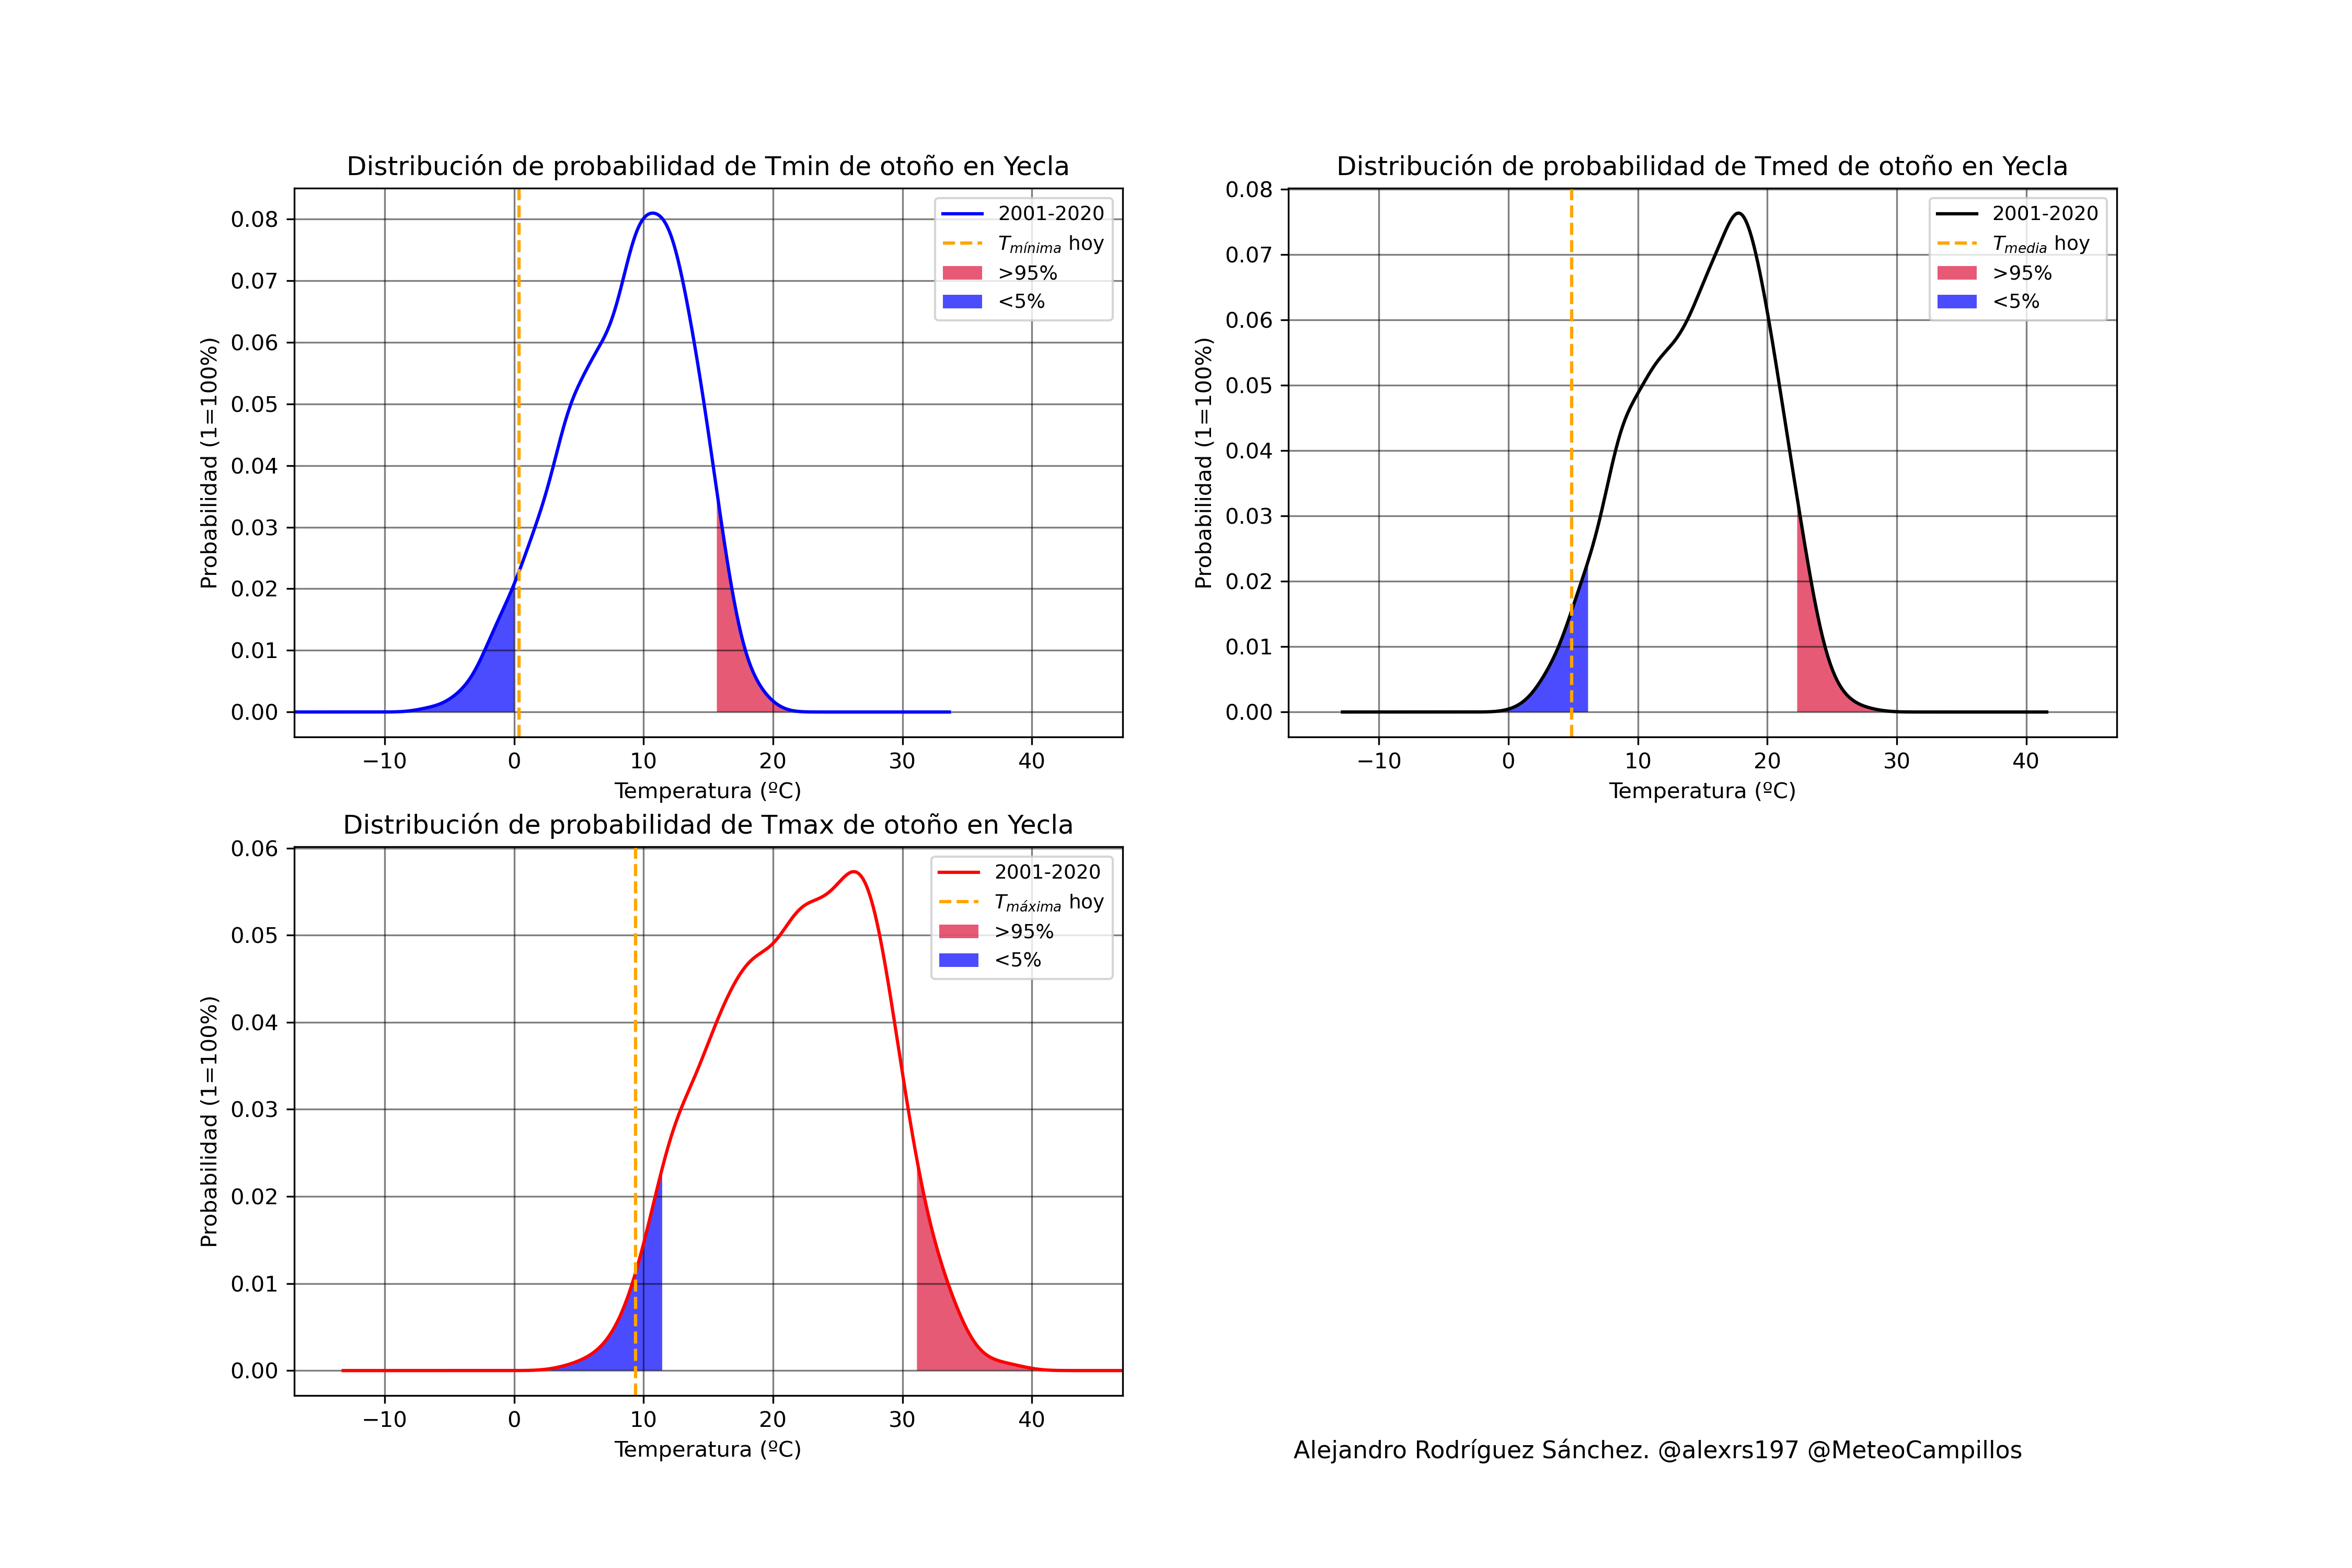 Distribución de probabilidad de Tmin de otoño en Yecla
0.08
0.07
0.06
0.05
0.04
0.03
0.02
0.01
0.00
Probabilidad (1=100%)
−10 0 10 20 30 40
Temperatura (ºC)
2001-2020
Tmínima hoy
>95%
<5%
Distribución de probabilidad de Tmed de otoño en Yecla
0.08
0.07
0.06
0.05
0.04
0.03
0.02
0.01
0.00
Probabilidad (1=100%)
−10 0 10 20 30 40
Temperatura (ºC)
2001-2020
Tmedia hoy
>95%
<5%
Distribución de probabilidad de Tmax de otoño en Yecla
0.06
0.05
0.04
0.03
0.02
0.01
0.00
Probabilidad (1=100%)
−10 0 10 20 30 40
Temperatura (ºC)
2001-2020
Tmáxima hoy
>95%
<5%
Alejandro Rodríguez Sánchez. @alexrs197 @MeteoCampillos